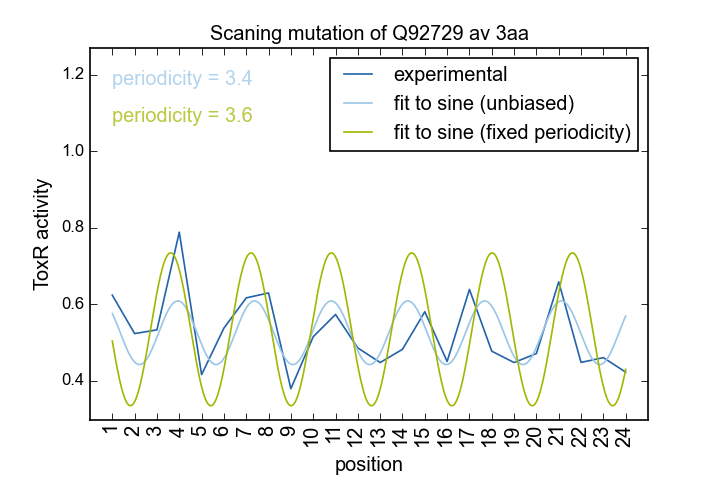 Scaning mutation of Q92729 av 3aa
periodicity = 3.4
periodicity = 3.6
experimental
fit to sine (unbiased)
fit to sine (fixed periodicity)
ToxR activity
1.2
1.0
0.8
0.6
0.4
1 2 3 4 5 6 7 8 9 10 11 12 13 14 15 16 17 18 19 20 21 22 23 24
position